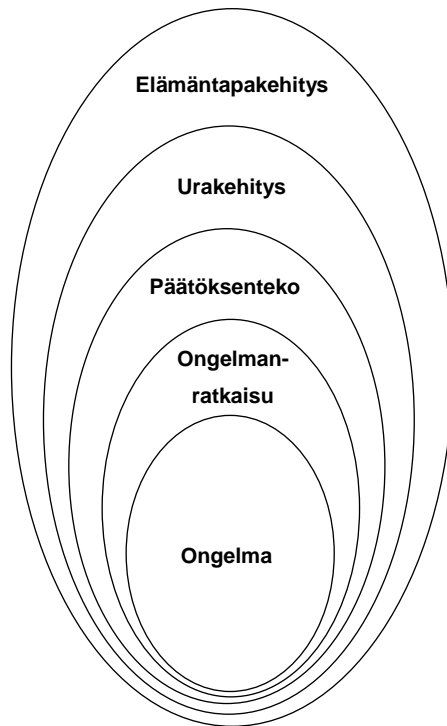 Elämäntapakehitys
Urakehitys
Päätöksenteko
Ongelman-
ratkaisu
Ongelma